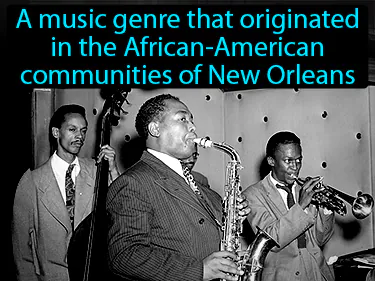 A music genre that originated
in the African-American
communities of New Orleans